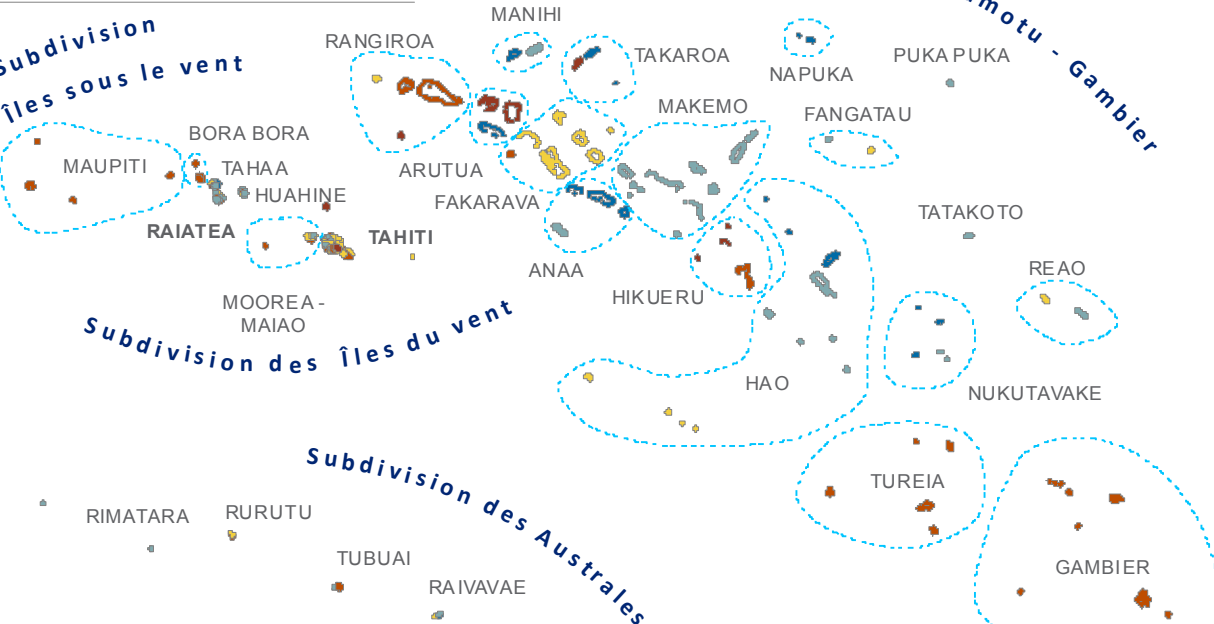 Subdivision
Îles sous le vent
motu - Gambier
MANIHI
RANGIROA
TAKAROA
NAPUKA
PUKA PUKA
MAKEMO
FANGATAU
BORA BORA
MAUPITI
TAHAA
ARUTUA
HUAHINE
FAKARAVA
RAIATEA
TAHITI
TATAKOTO
ANAA
REAO
HIKUERU
MOOREA -
MAIAO
Subdivision des Îles du vent
HAO
NUKUTAVAKE
Subdivision des Australes
TUREIA
RIMATARA
RURUTU
TUBUAI
GAMBIER
RAIVAVAE